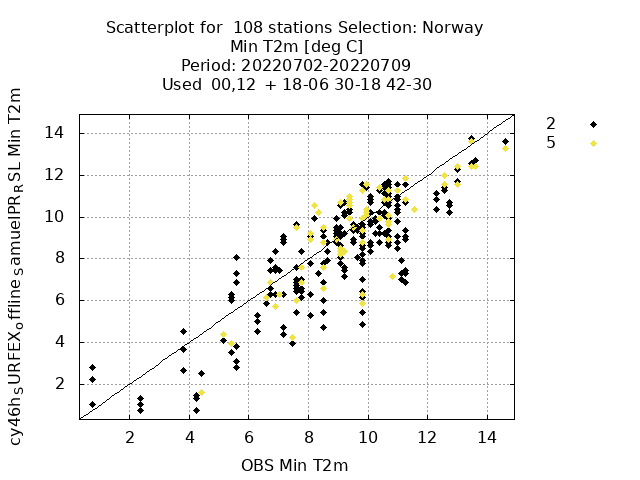 Scatterplot for 108 stations Selection: Norway
Min T2m [deg C]
Period: 20220702-20220709
Used 00,12 + 18-06 30-18 42-30
2
5
cy46h_SURFEX_offline_samuelPR_RSL Min T2m
14
12
10
8
6
4
2
2 4 6 8 10 12 14
OBS Min T2m